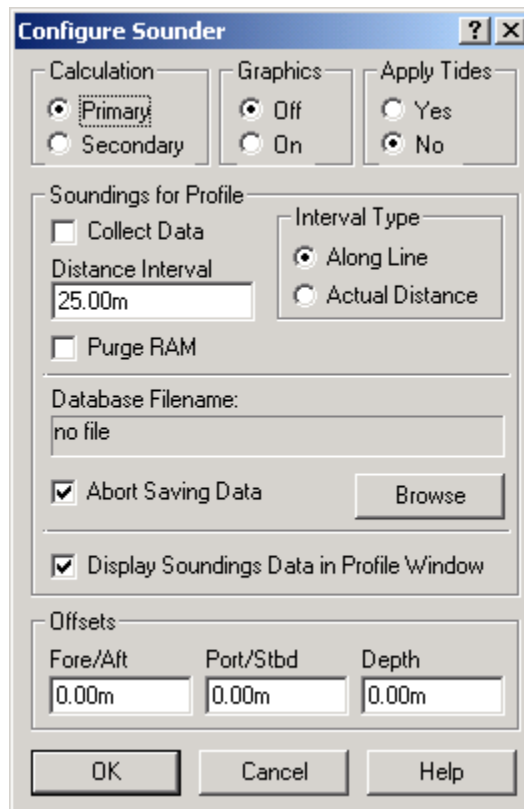 Configure Sounder
Calculation Graphics Apply Tides
Primary Off Yes
Secondary On No
Soundings for Profile
Collect Data
Interval Type
Along Line
Distance Interval
25.00m
Actual Distance
Purge RAM
Database Filename:
no file
Abort Saving Data Browse
Display Soundings Data in Profile Window
Offsets
Fore/Aft Port/Stbd Depth
0.00m 0.00m 0.00m
OK Cancel Help